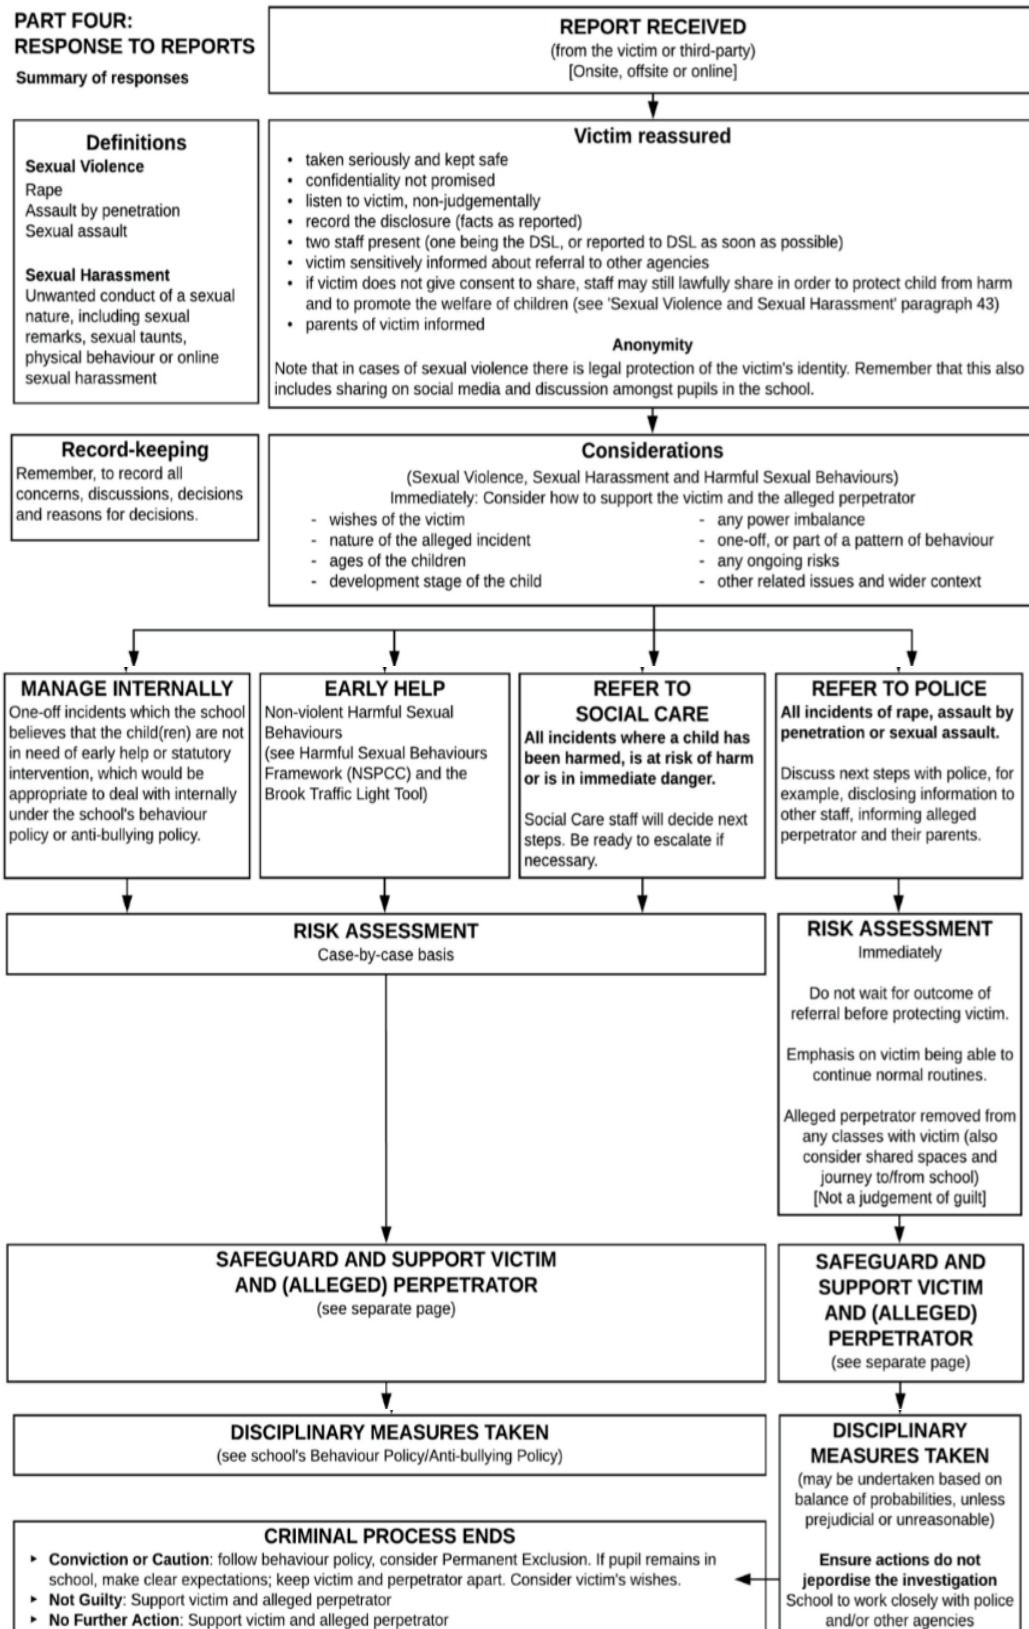 PART FOUR:
RESPONSE TO REPORTS
Summary of responses
REPORT RECEIVED
(from the victim or third-party)
[Onsite, offsite or online]
Definitions
Sexual Violence
Rape
Assault by penetration
Sexual assault
Sexual Harassment
Unwanted conduct of a sexual
nature, including sexual
remarks, sexual taunts,
physical behaviour or online
sexual harassment
Victim reassured
• taken seriously and kept safe
• confidentiality not promised
• listen to victim, non-judgementally
• record the disclosure (facts as reported)
• two staff present (one being the DSL, or reported to DSL as soon as possible)
• victim sensitively informed about referral to other agencies
• if victim does not give consent to share, staff may still lawfully share in order to protect child from harm
and to promote the welfare of children (see 'Sexual Violence and Sexual Harassment' paragraph 43)
• parents of victim informed
Anonymity
Note that in cases of sexual violence there is legal protection of the victim's identity. Remember that this also
includes sharing on social media and discussion amongst pupils in the school.
Record-keeping
Remember, to record all
concerns, discussions, decisions
and reasons for decisions.
Considerations
(Sexual Violence, Sexual Harassment and Harmful Sexual Behaviours)
Immediately: Consider how to support the victim and the alleged perpetrator
- wishes of the victim
- nature of the alleged incident
- ages of the children
- development stage of the child
- any power imbalance
- one-off, or part of a pattern of behaviour
- any ongoing risks
- other related issues and wider context
MANAGE INTERNALLY
One-off incidents which the school
believes that the child(ren) are not
in need of early help or statutory
intervention, which would be
appropriate to deal with internally
under the school's behaviour
policy or anti-bullying policy.
EARLY HELP
Non-violent Harmful Sexual
Behaviours
(see Harmful Sexual Behaviours
Framework (NSPCC) and the
Brook Traffic Light Tool)
REFER TO
SOCIAL CARE
All incidents where a child has
been harmed, is at risk of harm
or is in immediate danger.
Social Care staff will decide next
steps. Be ready to escalate if
necessary.
REFER TO POLICE
All incidents of rape, assault by
penetration or sexual assault.
Discuss next steps with police, for
example, disclosing information to
other staff, informing alleged
perpetrator and their parents.
RISK ASSESSMENT
Case-by-case basis
RISK ASSESSMENT
Immediately
Do not wait for outcome of
referral before protecting victim.
Emphasis on victim being able to
continue normal routines.
Alleged perpetrator removed from
any classes with victim (also
consider shared spaces and
journey to/from school)
[Not a judgement of guilt]
SAFEGUARD AND SUPPORT VICTIM
AND (ALLEGED) PERPETRATOR
(see separate page)
SAFEGUARD AND
SUPPORT VICTIM
AND (ALLEGED)
PERPETRATOR
(see separate page)
DISCIPLINARY MEASURES TAKEN
(see school's Behaviour Policy/Anti-bullying Policy)
DISCIPLINARY
MEASURES TAKEN
(may be undertaken based on
balance of probabilities, unless
prejudicial or unreasonable)
Ensure actions do not
jepordise the investigation
School to work closely with police
and/or other agencies
CRIMINAL PROCESS ENDS
‣ Conviction or Caution: follow behaviour policy, consider Permanent Exclusion. If pupil remains in
school, make clear expectations; keep victim and perpetrator apart. Consider victim's wishes.
‣ Not Guilty: Support victim and alleged perpetrator
‣ No Further Action: Support victim and alleged perpetrator